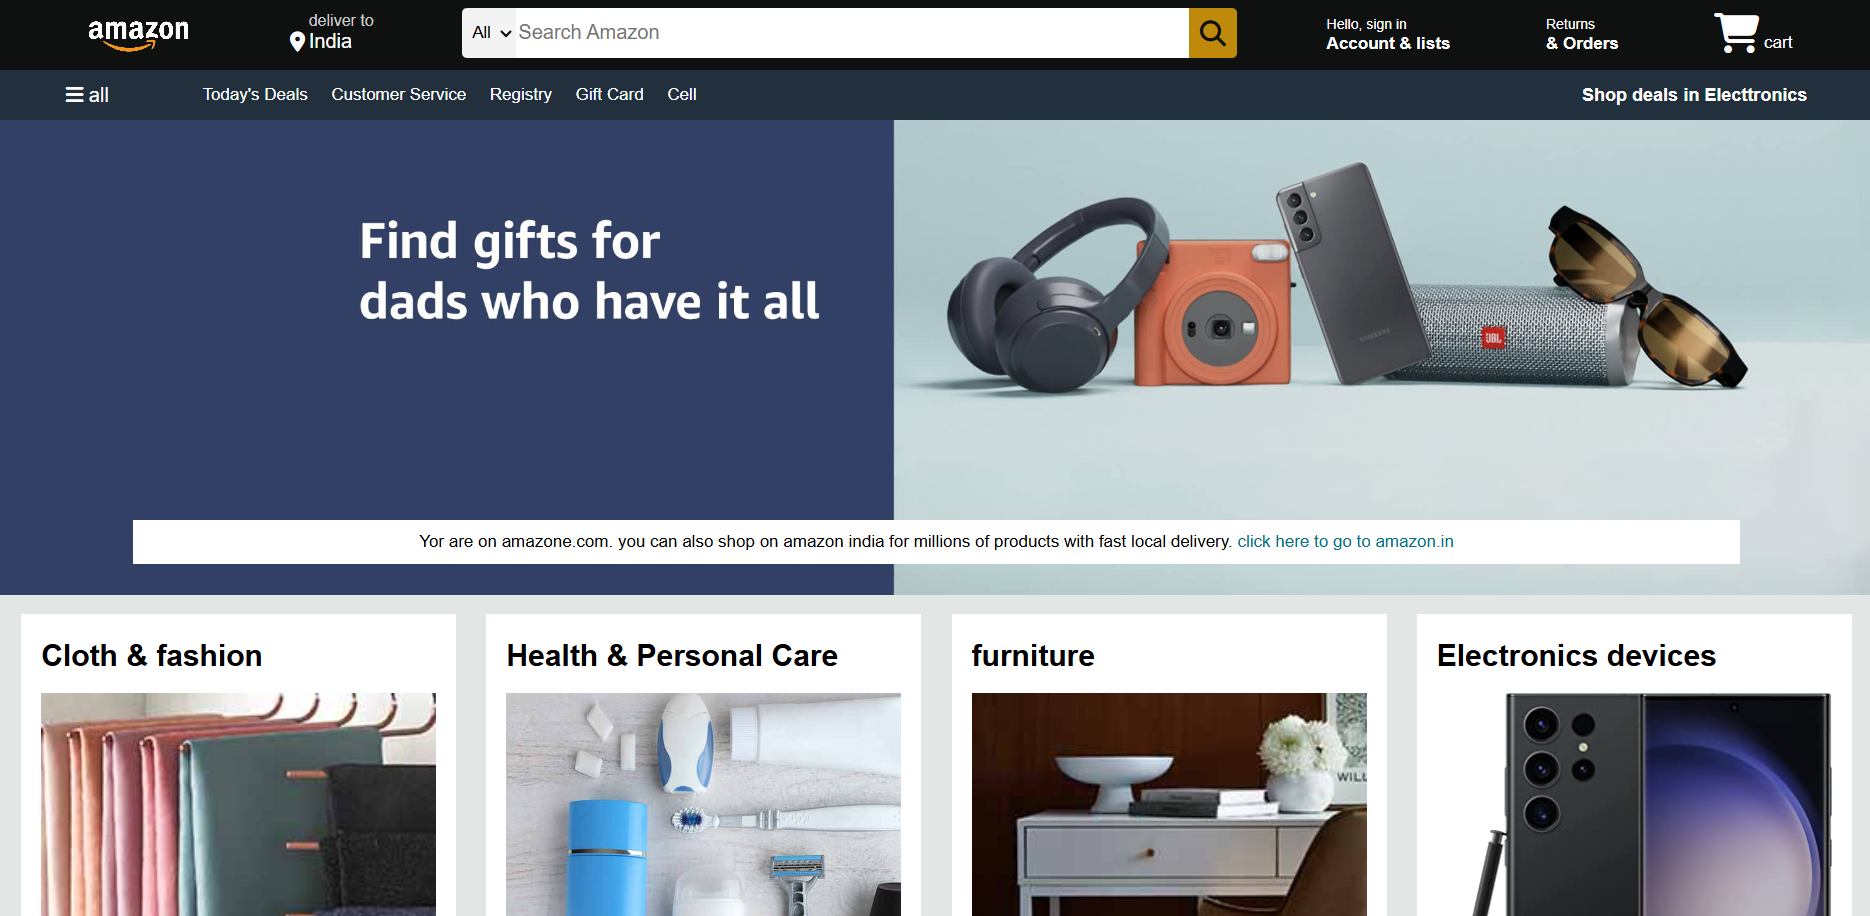 amazon
deliver to
India
All
Search Amazon
Hello, sign in
Account & lists
Returns
& Orders
cart
all
Today's Deals
Customer Service
Registry
Gift Card
Cell
Shop deals in Electtronics
Find gifts for
dads who have it all
SAMSUNG
JBL
Yor are on amazone.com. you can also shop on amazon india for millions of products with fast local delivery. click here to go to amazon.in
Cloth & fashion
Health & Personal Care
furniture
Electronics devices
WILL